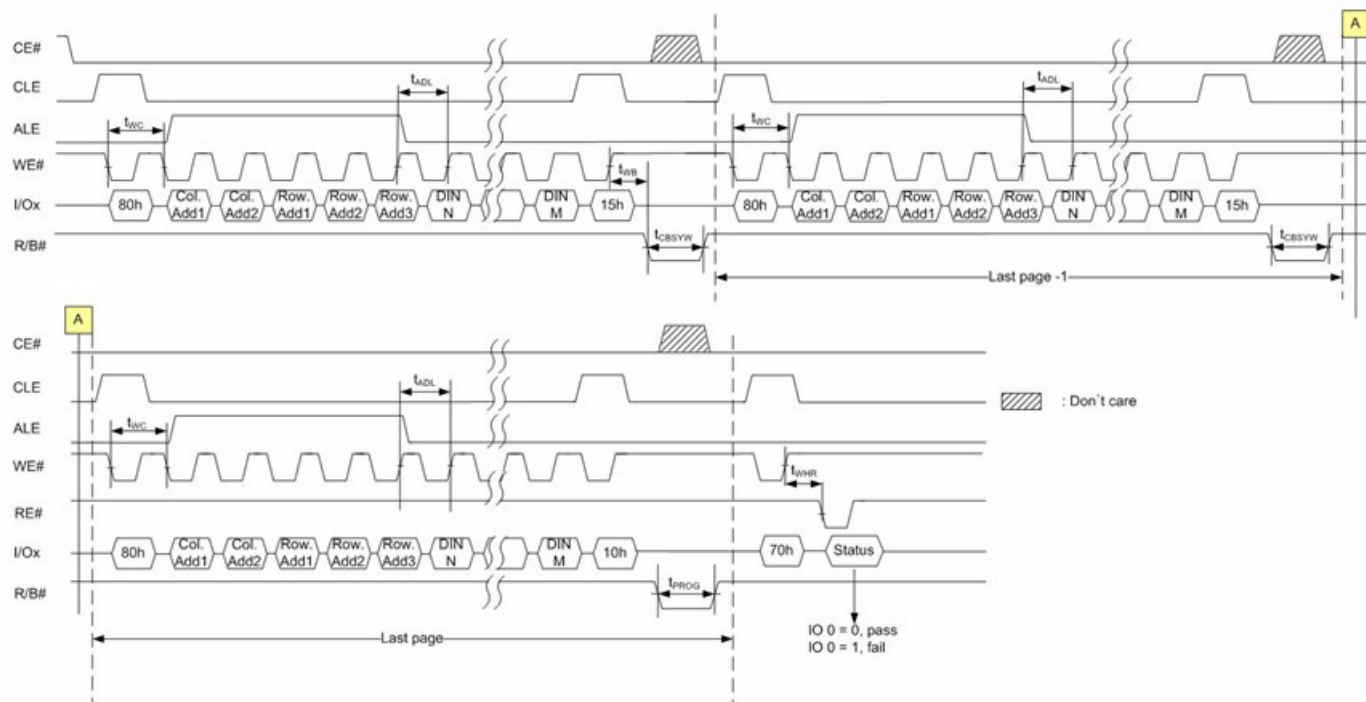 A
CE#
CLE
tADL
tADL
ALE
tWC
tWC
WE#
tWB
I/Ox 80h Col. Add1 Col. Add2 Row. Add1 Row. Add2 Row. Add3 DIN N DIN M 15h 80h Col. Add1 Col. Add2 Row. Add1 Row. Add2 Row. Add3 DIN N DIN M 15h
tCBSYW tCBSYW
R/B#
Last page -1
A
CE#
CLE
tADL
: Don`t care
ALE
tWC
WE#
tWHR
RE#
I/Ox 80h Col. Add1 Col. Add2 Row. Add1 Row. Add2 Row. Add3 DIN N DIN M 10h 70h Status
tPROG
R/B#
IO 0 = 0, pass
IO 0 = 1, fail
Last page